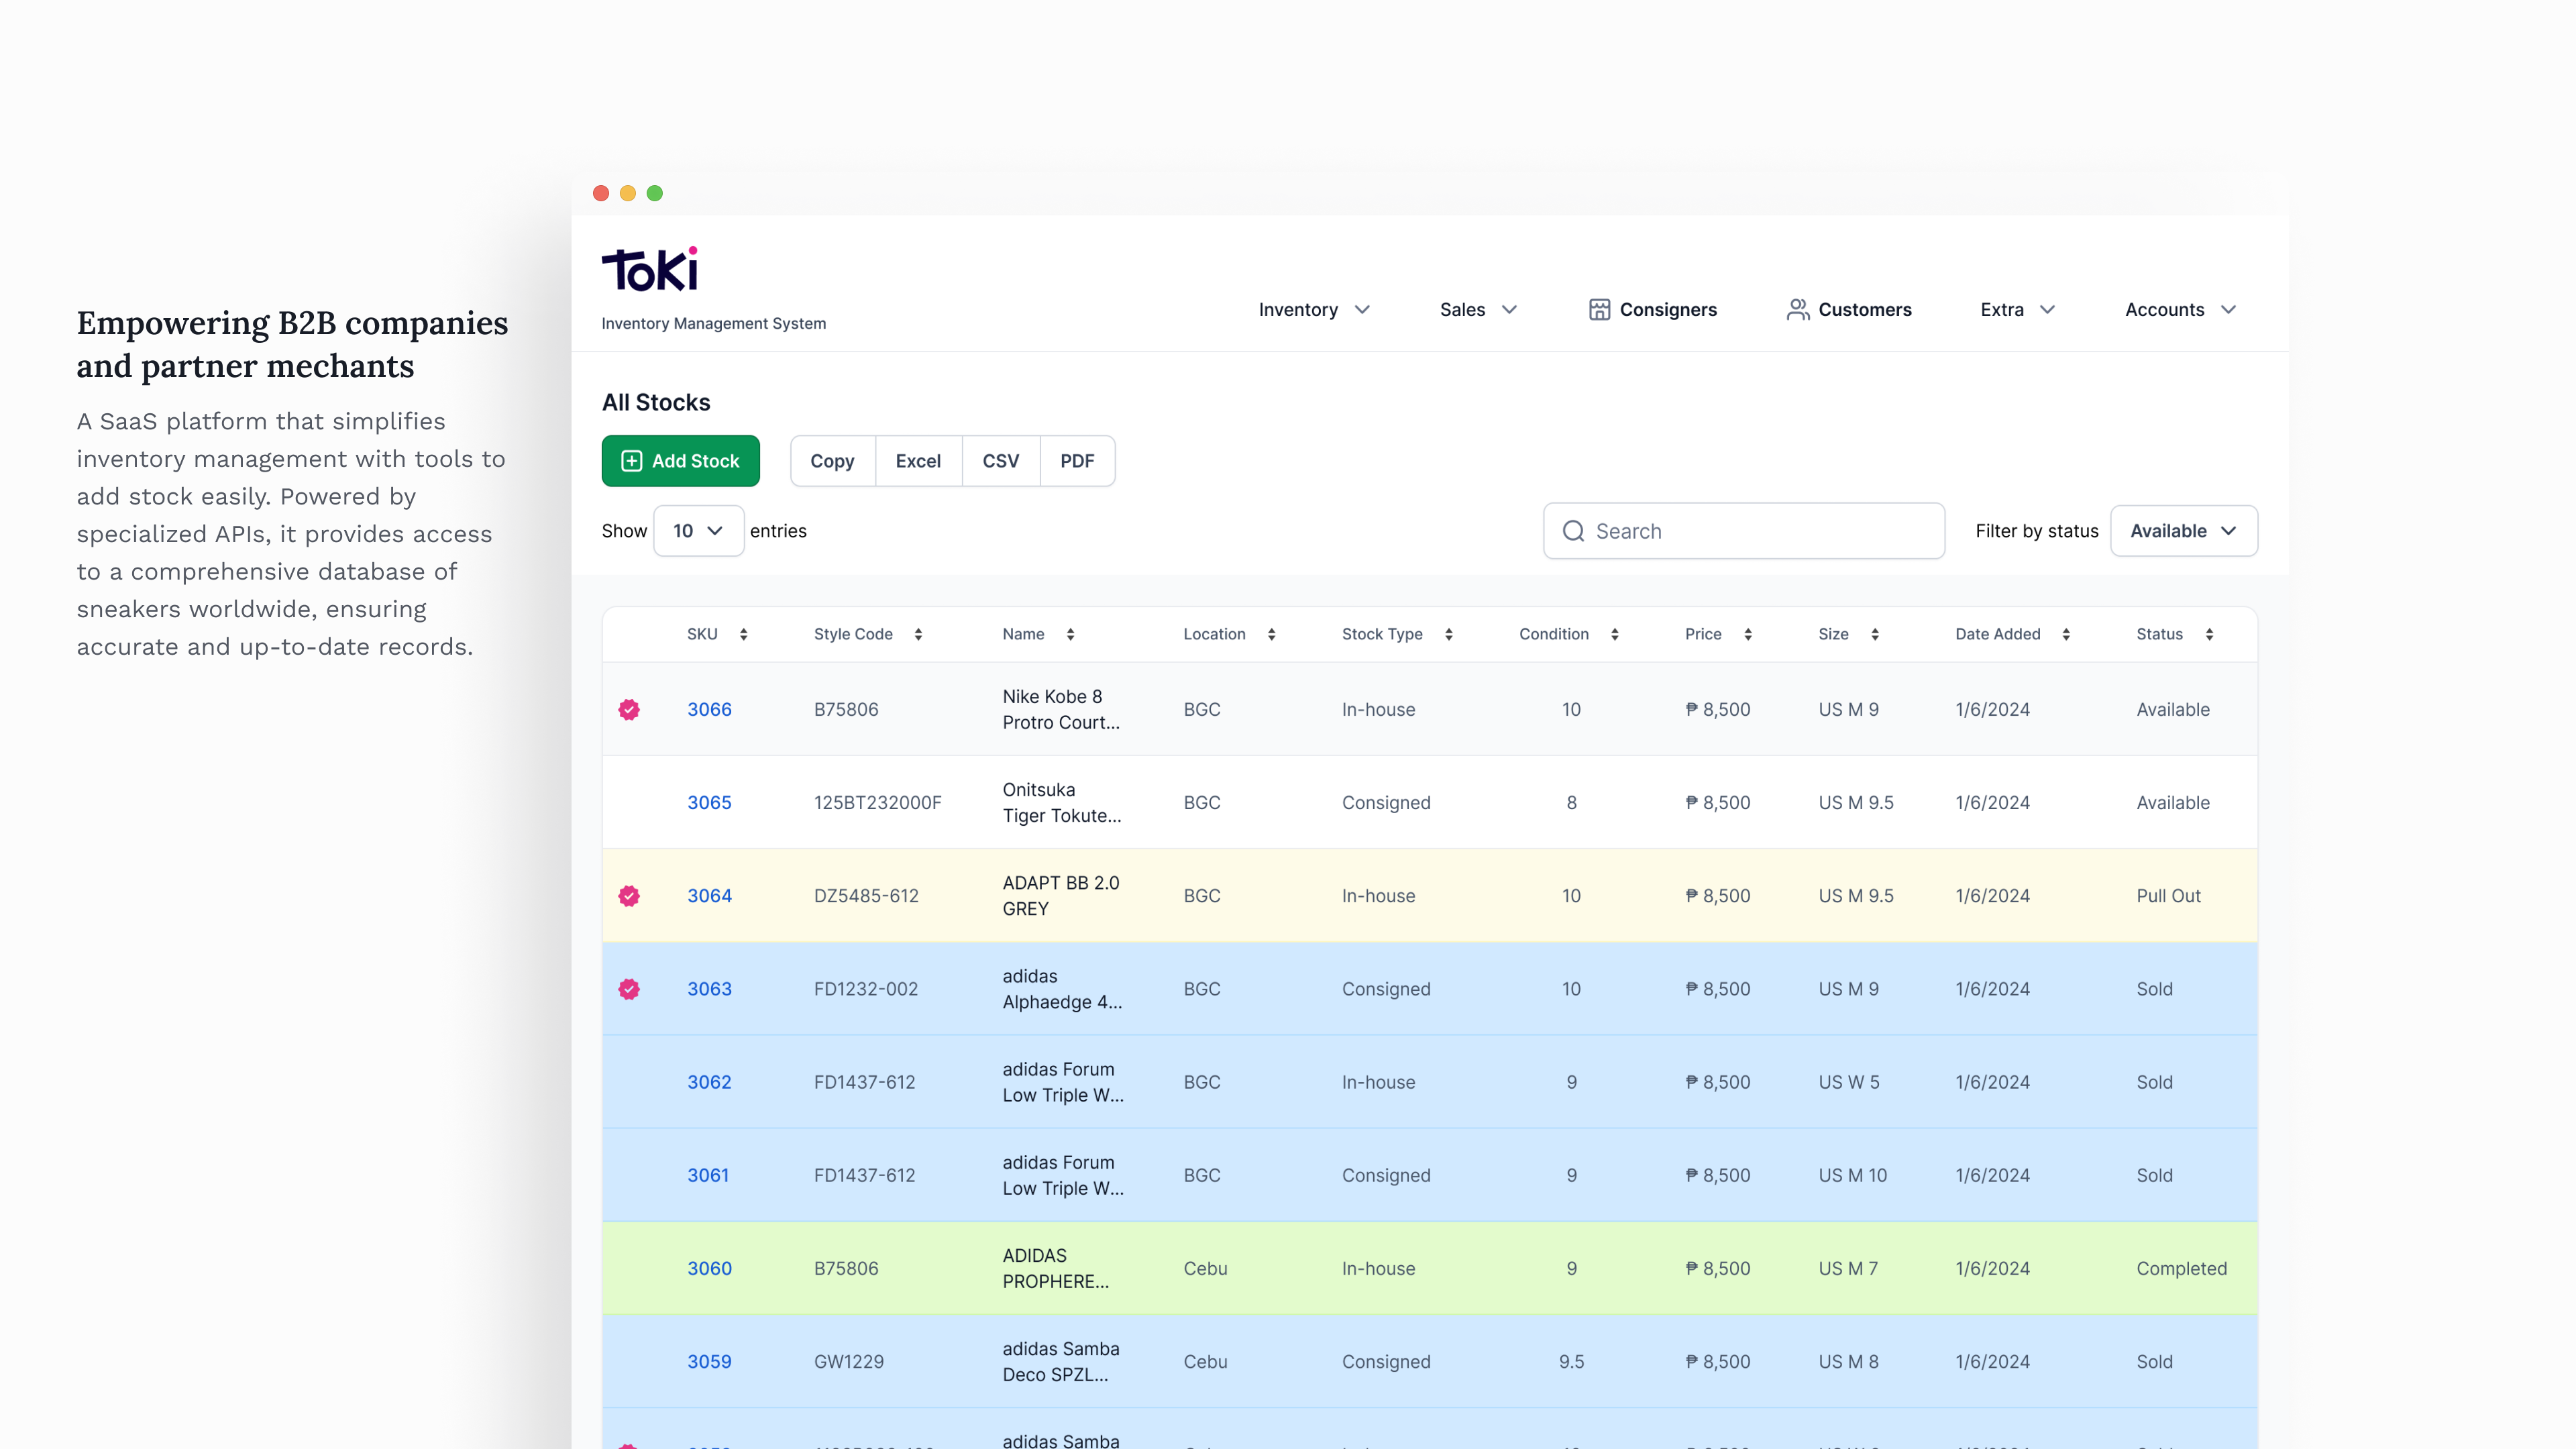 Empowering B2B companies
and partner mechants
A SaaS platform that simplifies
inventory management with tools to
add stock easily. Powered by
specialized APIs, it provides access
to a comprehensive database of
sneakers worldwide, ensuring
accurate and up-to-date records.
Toki
Inventory Management System
Inventory Sales Consigners Customers Extra Accounts
All Stocks
Add Stock Copy Excel CSV PDF
Show 10 entries Search Filter by status Available
SKU Style Code Name Location Stock Type Condition Price Size Date Added Status
3066 B75806 Nike Kobe 8 Protro Court... BGC In-house 10 ₱ 8,500 US M 9 1/6/2024 Available
3065 125BT232000F Onitsuka Tiger Tokute... BGC Consigned 8 ₱ 8,500 US M 9.5 1/6/2024 Available
3064 DZ5485-612 ADAPT BB 2.0 GREY BGC In-house 10 ₱ 8,500 US M 9.5 1/6/2024 Pull Out
3063 FD1232-002 adidas Alphaedge 4... BGC Consigned 10 ₱ 8,500 US M 9 1/6/2024 Sold
3062 FD1437-612 adidas Forum Low Triple W... BGC In-house 9 ₱ 8,500 US W 5 1/6/2024 Sold
3061 FD1437-612 adidas Forum Low Triple W... BGC Consigned 9 ₱ 8,500 US M 10 1/6/2024 Sold
3060 B75806 ADIDAS PROPHERE... Cebu In-house 9 ₱ 8,500 US M 7 1/6/2024 Completed
3059 GW1229 adidas Samba Deco SPZL... Cebu Consigned 9.5 ₱ 8,500 US M 8 1/6/2024 Sold
adidas Samba